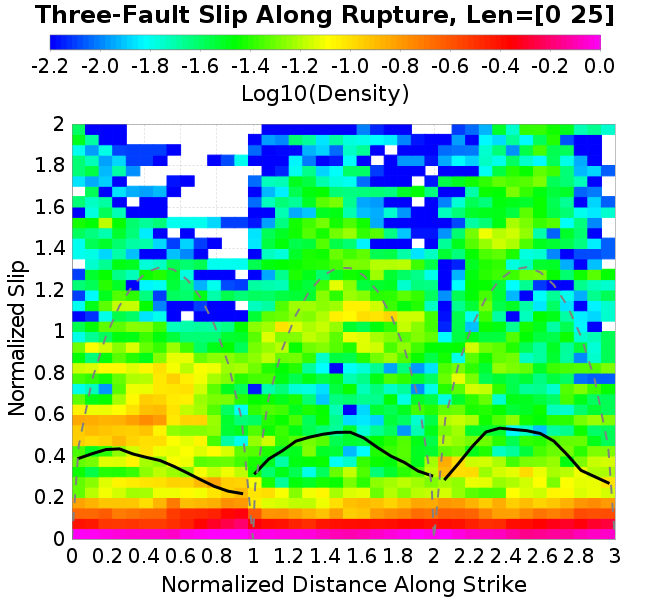 Three-Fault Slip Along Rupture, Len=[0 25]
-2.2 -2.0 -1.8 -1.6 -1.4 -1.2 -1.0 -0.8 -0.6 -0.4 -0.2 0.0
Log10(Density)
2
1.8
1.6
1.4
1.2
1
0.8
0.6
0.4
0.2
0
Normalized Slip
0 0.2 0.4 0.6 0.8 1 1.2 1.4 1.6 1.8 2 2.2 2.4 2.6 2.8 3
Normalized Distance Along Strike